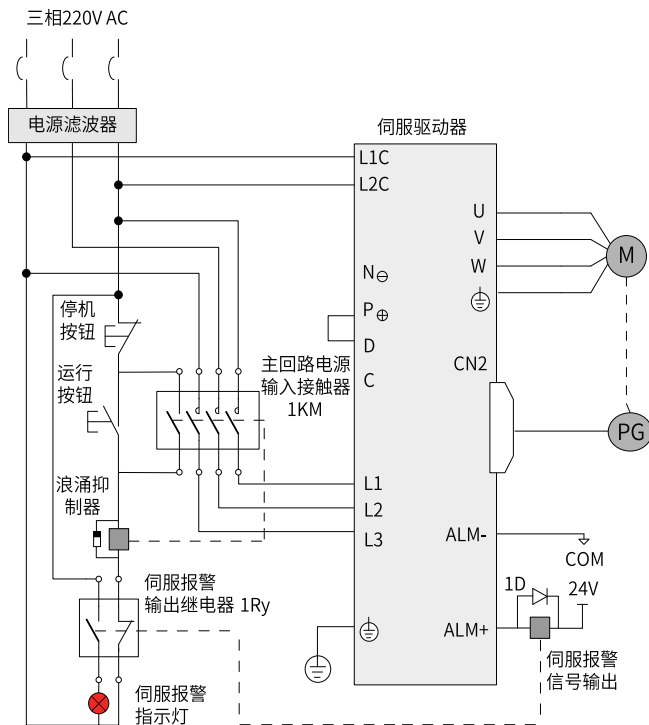 三相220V AC
电源滤波器
伺服驱动器
L1C
L2C
U
V
W
N⊖
P⊕
D
C
CN2
M
PG
停机
按钮
运行
按钮
主回路电源
输入接触器
1KM
浪涌抑
制器
L1
L2
L3
ALM-
COM
1D
24V
ALM+
伺服报警
输出继电器 1Ry
伺服报警
信号输出
伺服报警
指示灯